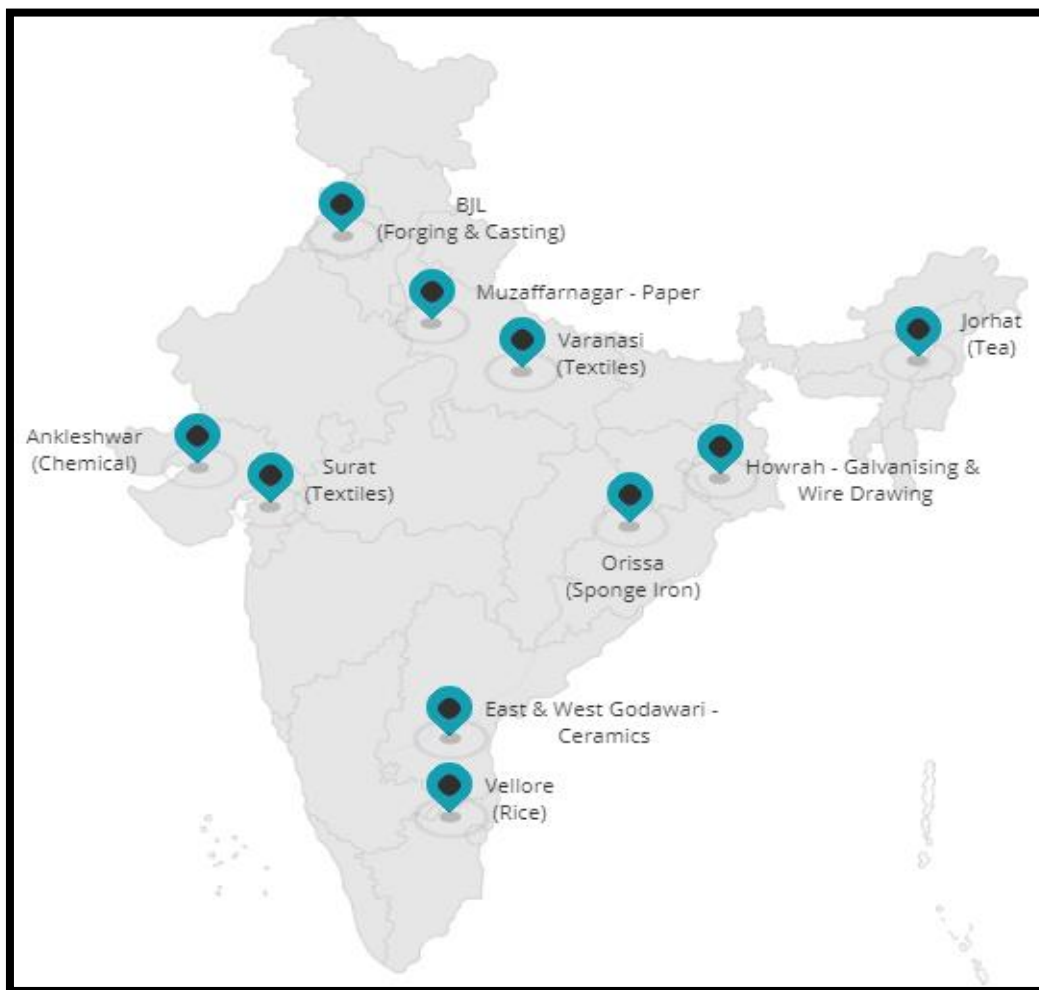 BJL
(Forging & Casting)
Muzaffarnagar - Paper
Varanasi
(Textiles)
Jorhat
(Tea)
Ankleshwar
(Chemical)
Surat
(Textiles)
Howrah - Galvanising &
Wire Drawing
Orissa
(Sponge Iron)
East & West Godawari -
Ceramics
Vellore
(Rice)